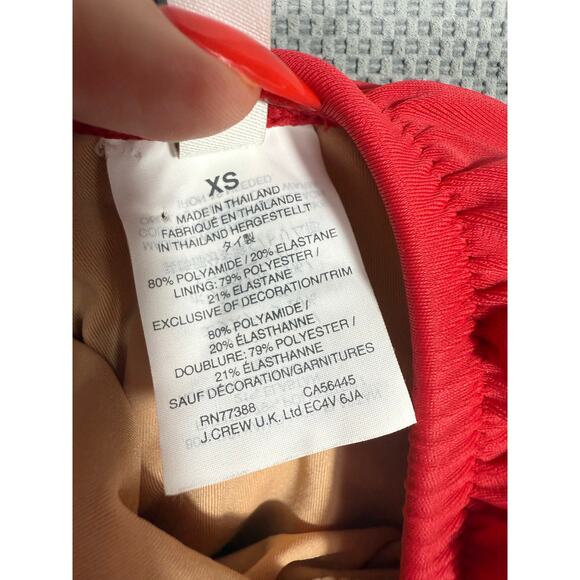 XS
MADE IN THAILAND
FABRIQUÉ EN THAÏLANDE
IN THAILAND HERGESTELLT
タイ製
80% POLYAMIDE / 20% ELASTANE
LINING: 79% POLYESTER /
21% ELASTANE
EXCLUSIVE OF DECORATION/TRIM
80% POLYAMIDE /
20% ÉLASTHANNE
DOUBLURE: 79% POLYESTER /
21% ÉLASTHANNE
SAUF DÉCORATION/GARNITURES
RN77388 CA56445
J.CREW U.K. Ltd EC4V 6JA